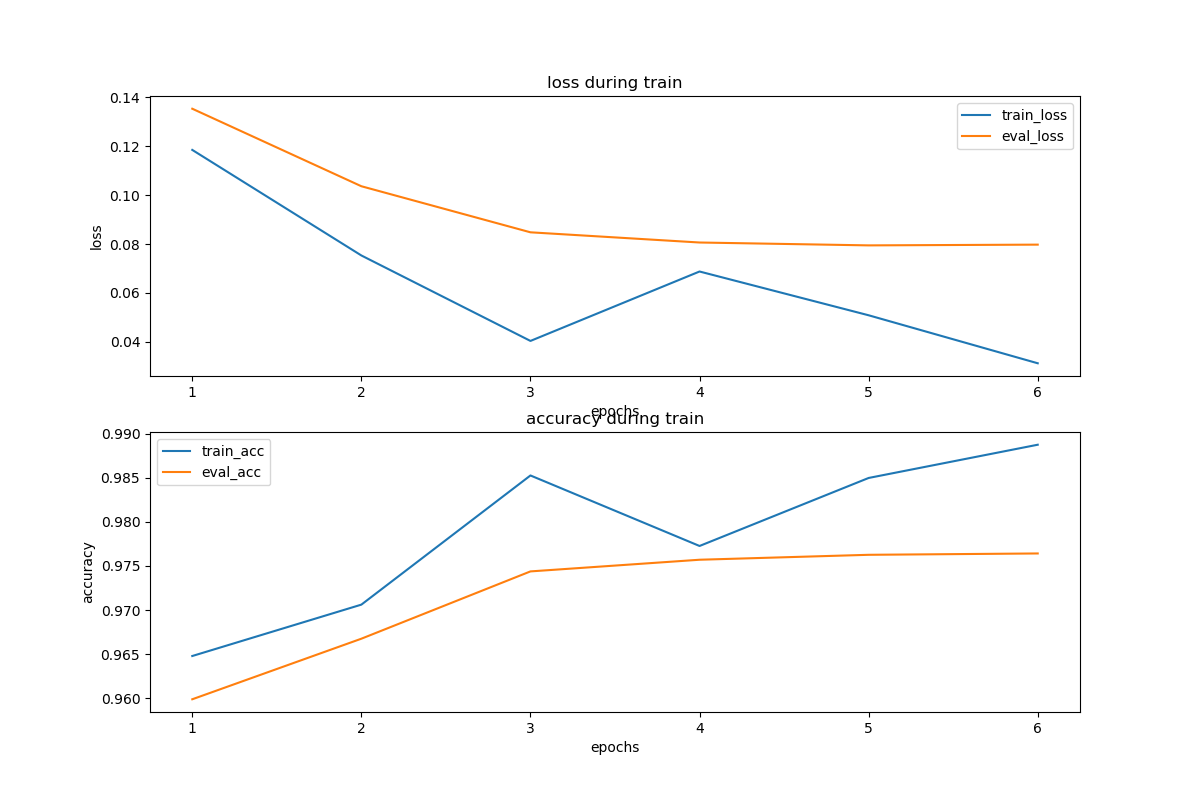 loss during train
0.14
0.12
0.10
0.08
0.06
0.04
loss
train_loss
eval_loss
1 2 3 4 5 6
epochs
accuracy during train
0.990
0.985
0.980
0.975
0.970
0.965
0.960
accuracy
train_acc
eval_acc
1 2 3 4 5 6
epochs